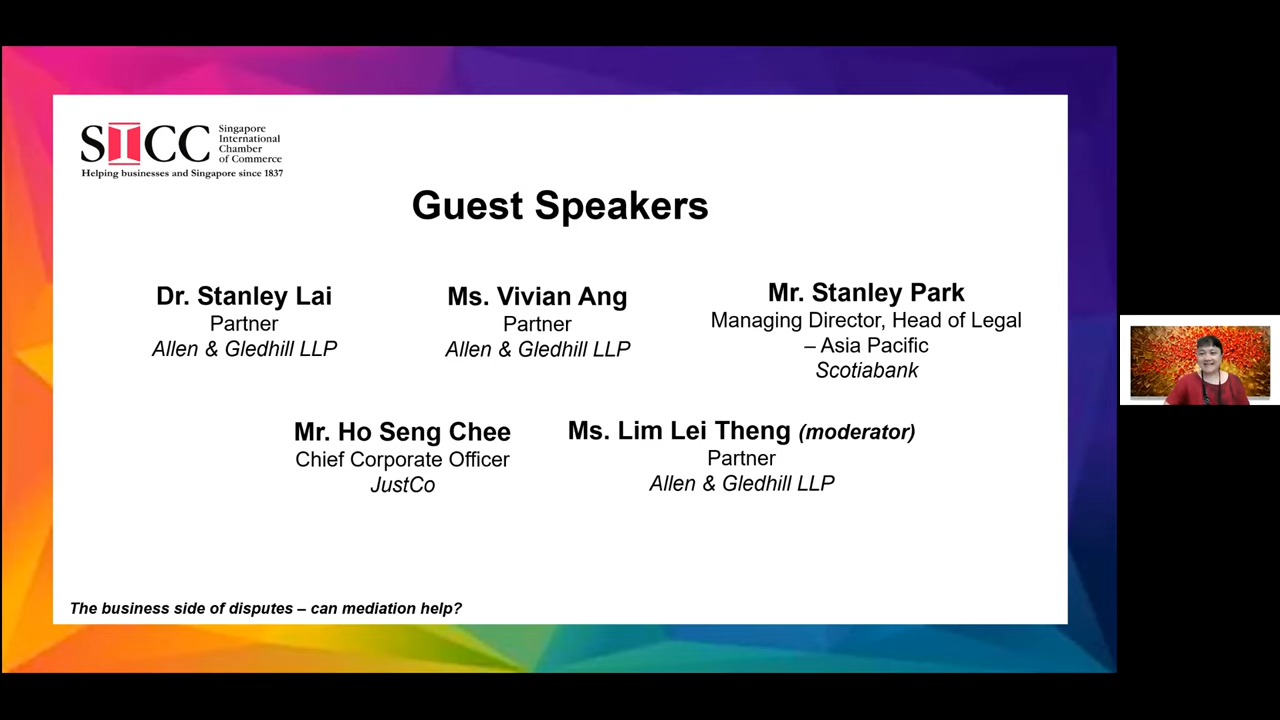 SICC
Singapore
International
Chamber
of Commerce
Helping businesses and Singapore since 1837
Guest Speakers
Dr. Stanley Lai
Partner
Allen & Gledhill LLP
Ms. Vivian Ang
Partner
Allen & Gledhill LLP
Mr. Stanley Park
Managing Director, Head of Legal
– Asia Pacific
Scotiabank
Mr. Ho Seng Chee
Chief Corporate Officer
JustCo
Ms. Lim Lei Theng (moderator)
Partner
Allen & Gledhill LLP
The business side of disputes – can mediation help?